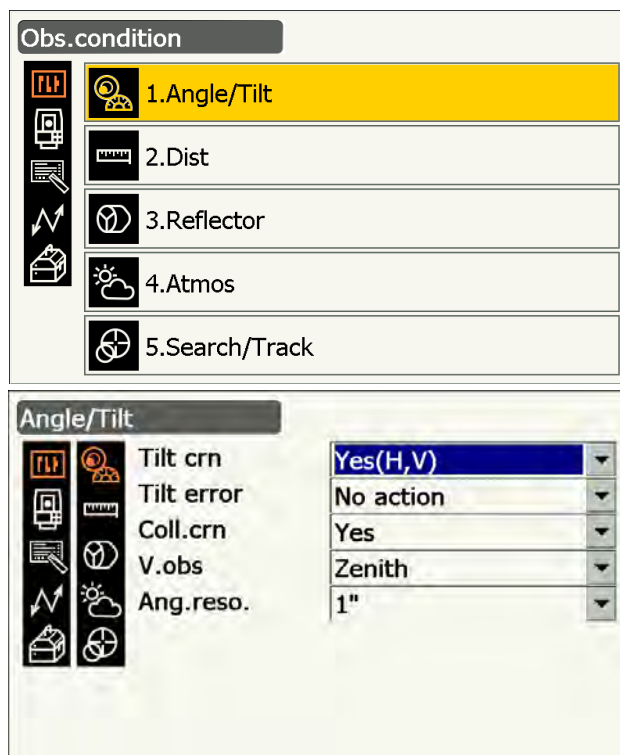 Obs.condition
1.Angle/Tilt
2.Dist
3.Reflector
4.Atmos
5.Search/Track
Angle/Tilt
Tilt crn Yes(H,V)
Tilt error No action
Coll.crn Yes
V.obs Zenith
Ang.reso. 1"